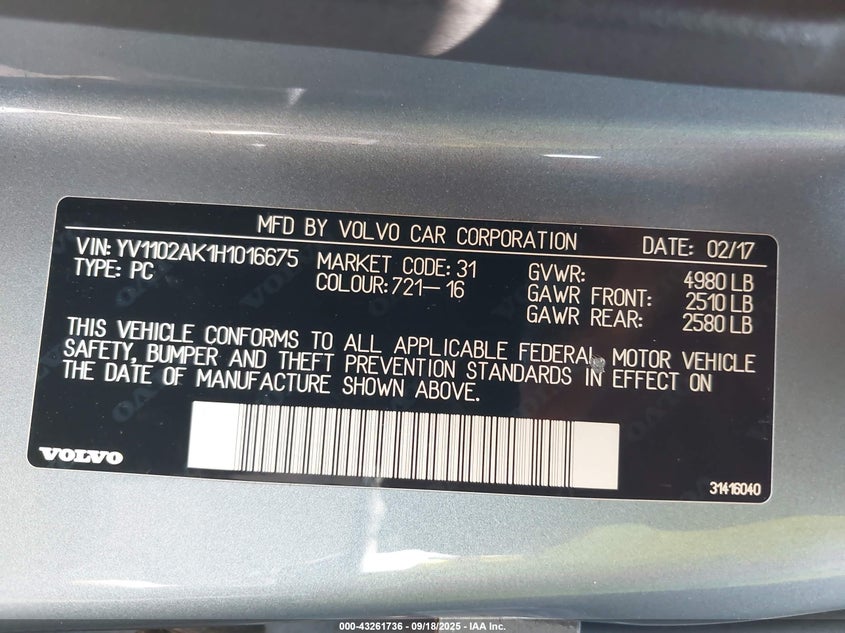 MFD BY VOLVO CAR CORPORATION DATE: 02/17
VIN: YV1102AK1H1016675
TYPE: PC
MARKET CODE: 31
COLOUR: 721-16
GVWR: 4980 LB
GAWR FRONT: 2510 LB
GAWR REAR: 2580 LB
THIS VEHICLE CONFORMS TO ALL APPLICABLE FEDERAL MOTOR VEHICLE
SAFETY, BUMPER AND THEFT PREVENTION STANDARDS IN EFFECT ON
THE DATE OF MANUFACTURE SHOWN ABOVE.
VOLVO
31416040
000-43261736 - 09/18/2025 - IAA Inc.